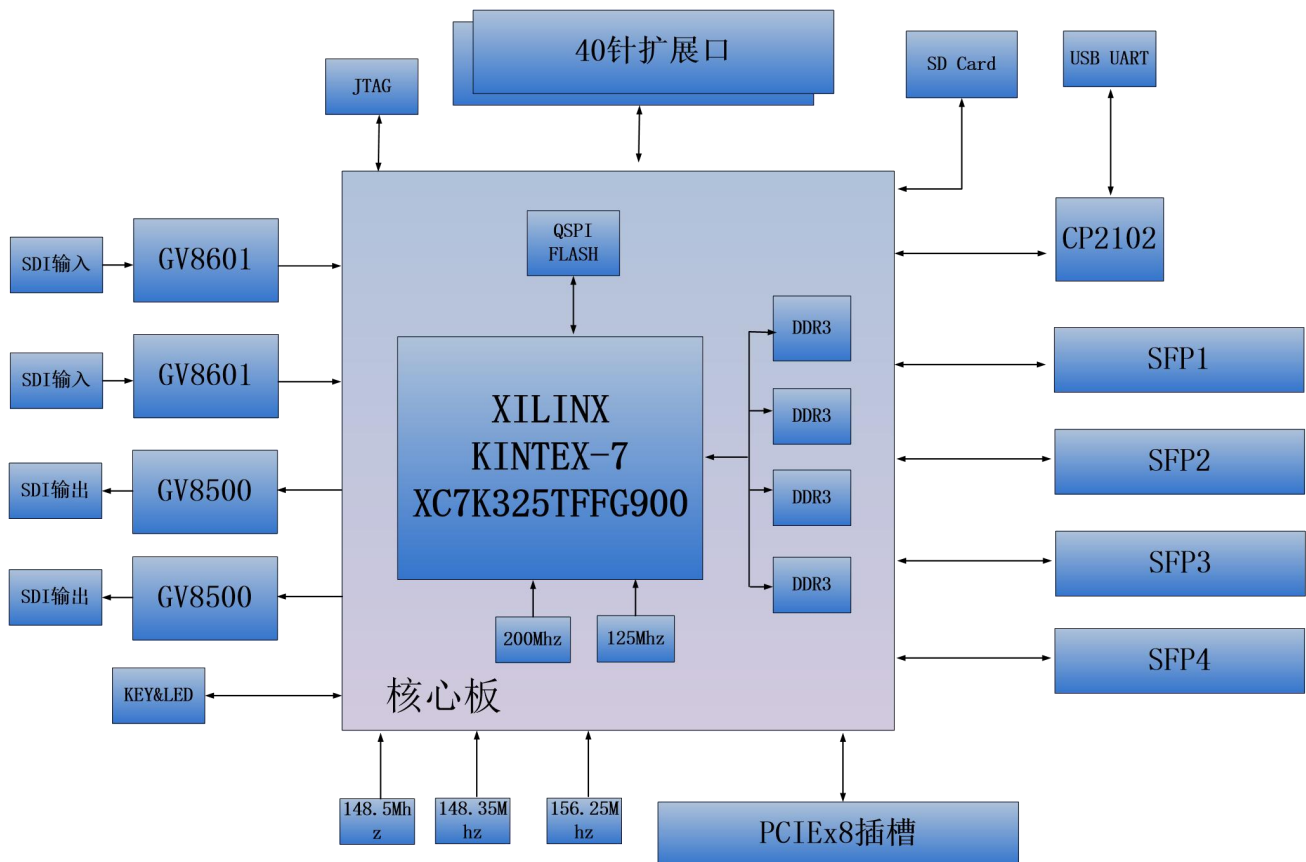 40针扩展口
JTAG
SD Card
USB UART
QSPI
FLASH
CP2102
SDI输入
GV8601
DDR3
SFP1
SDI输入
GV8601
XILINX
KINTEX-7
XC7K325TFFG900
DDR3
SFP2
SDI输出
GV8500
DDR3
SFP3
SDI输出
GV8500
DDR3
200Mhz
125Mhz
SFP4
KEY&LED
核心板
148.5Mh
z
148.35M
hz
156.25M
hz
PCIEx8插槽